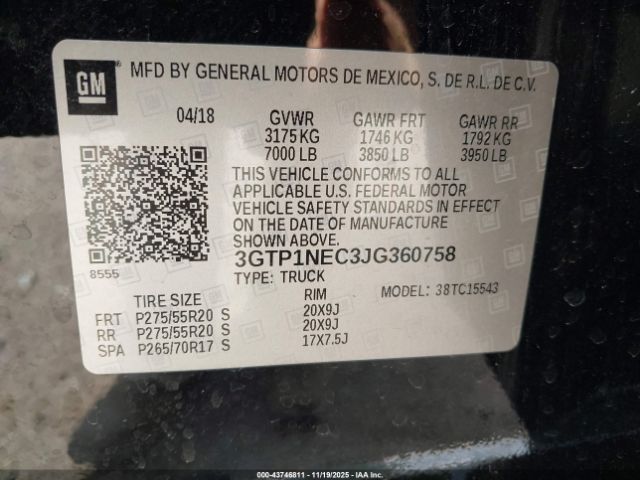 GM
MFD BY GENERAL MOTORS DE MEXICO, S. DE R.L. DE C.V.
04/18 GVWR GAWR FRT GAWR RR
3175 KG 1746 KG 1792 KG
7000 LB 3850 LB 3950 LB
THIS VEHICLE CONFORMS TO ALL
APPLICABLE U.S. FEDERAL MOTOR
VEHICLE SAFETY STANDARDS IN EFFECT
ON THE DATE OF MANUFACTURE
SHOWN ABOVE.
8555
3GTP1NEC3JG360758
TYPE: TRUCK
MODEL: 38TC15543
TIRE SIZE RIM
FRT P275/55R20 S 20X9J
RR P275/55R20 S 20X9J
SPA P265/70R17 S 17X7.5J
000-43746811 - 11/19/2025 - IAA Inc.